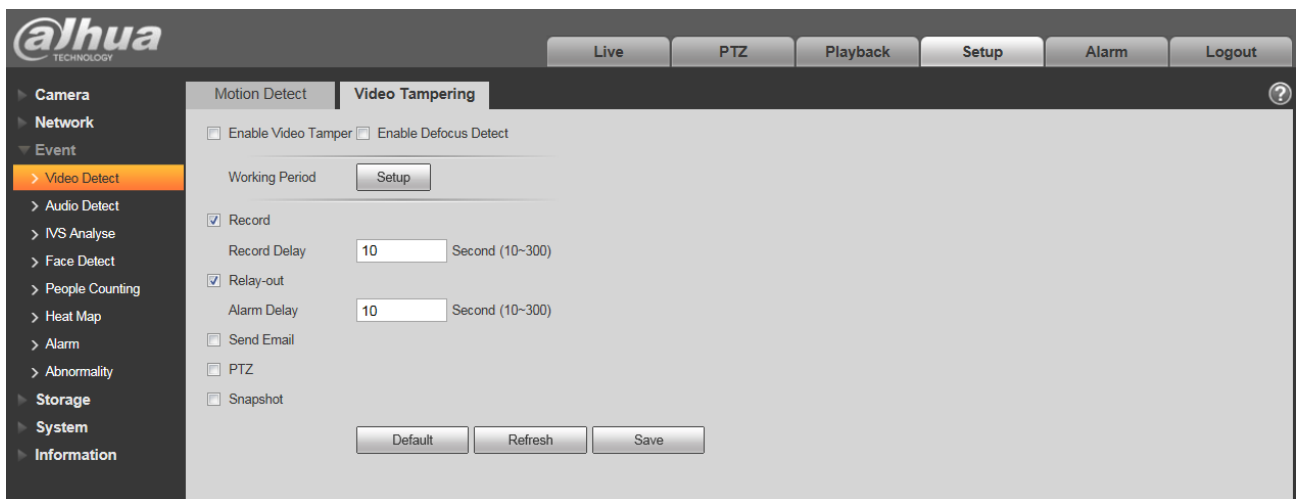 alhua
TECHNOLOGY
Live PTZ Playback Setup Alarm Logout
Camera
Network
Event
Video Detect
Audio Detect
IVS Analyse
Face Detect
People Counting
Heat Map
Alarm
Abnormality
Storage
System
Information
Motion Detect Video Tampering
?
Enable Video Tamper Enable Defocus Detect
Working Period Setup
Record
Record Delay 10 Second (10~300)
Relay-out
Alarm Delay 10 Second (10~300)
Send Email
PTZ
Snapshot
Default Refresh Save